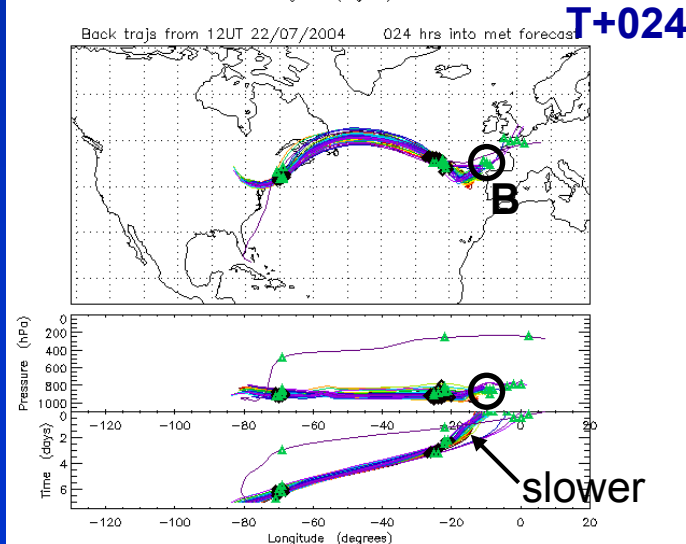 T+024
Back trajs from 12UT 22/07/2004 024 hrs into met forecast
B
Pressure (hPa)
0
200
400
600
800
1000
-120 -100 -80 -60 -40 -20 0 20
Time (days)
0
2
4
6
slower
-120 -100 -80 -60 -40 -20 0 20
Longitude (degrees)